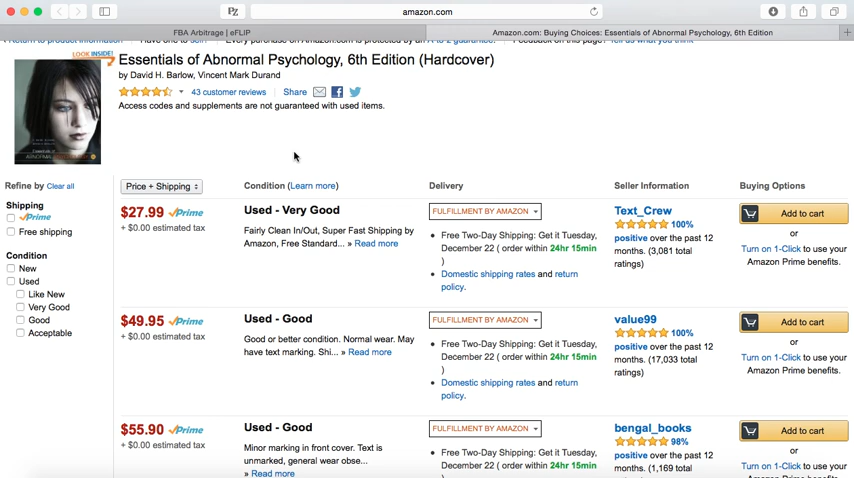 amazon.com
FBA Arbitrage | eFLIP
Amazon.com: Buying Choices: Essentials of Abnormal Psychology, 6th Edition
LOOK INSIDE!
Essentials of Abnormal Psychology, 6th Edition (Hardcover)
by David H. Barlow, Vincent Mark Durand
43 customer reviews
Share
Access codes and supplements are not guaranteed with used items.
Refine by Clear all
Price + Shipping
Condition (Learn more)
Delivery
Seller Information
Buying Options
Shipping
Prime
Free shipping
Condition
New
Used
Like New
Very Good
Good
Acceptable
$27.99 Prime
+ $0.00 estimated tax
Used - Very Good
Fairly Clean In/Out, Super Fast Shipping by
Amazon, Free Standard... » Read more
FULFILLMENT BY AMAZON
• Free Two-Day Shipping: Get it Tuesday,
December 22 ( order within 24hr 15min
)
• Domestic shipping rates and return
policy.
Text_Crew
100%
positive over the past 12
months. (3,081 total
ratings)
Add to cart
or
Turn on 1-Click to use your
Amazon Prime benefits.
$49.95 Prime
+ $0.00 estimated tax
Used - Good
Good or better condition. Normal wear. May
have text marking. Shi... » Read more
FULFILLMENT BY AMAZON
• Free Two-Day Shipping: Get it Tuesday,
December 22 ( order within 24hr 15min
)
• Domestic shipping rates and return
policy.
value99
100%
positive over the past 12
months. (17,033 total
ratings)
Add to cart
or
Turn on 1-Click to use your
Amazon Prime benefits.
$55.90 Prime
+ $0.00 estimated tax
Used - Good
Minor marking in front cover. Text is
unmarked, general wear obse...
» Read more
FULFILLMENT BY AMAZON
• Free Two-Day Shipping: Get it Tuesday,
December 22 ( order within 24hr 15min
bengal_books
98%
positive over the past 12
months. (1,169 total
Add to cart
or
Turn on 1-Click to use your